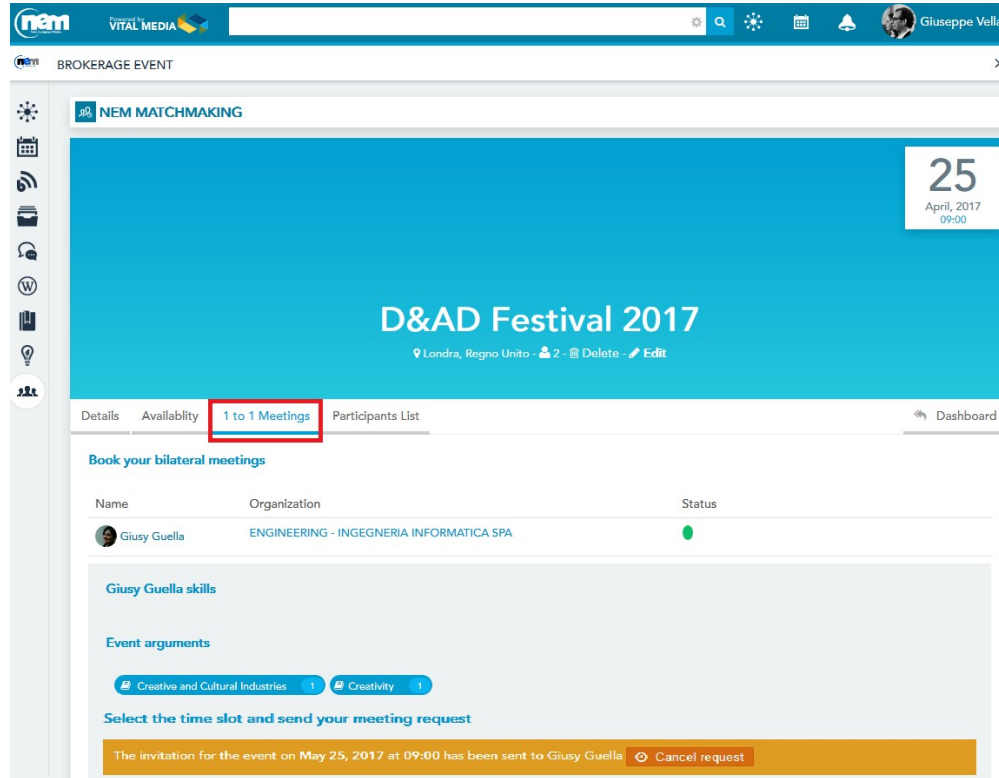 nem
Powered by
VITAL MEDIA
Giuseppe Vella
nem
BROKERAGE EVENT
NEM MATCHMAKING
25
April, 2017
09:00
D&AD Festival 2017
Londra, Regno Unito - 2 - Delete - Edit
Details Availablity 1 to 1 Meetings Participants List Dashboard
Book your bilateral meetings
Name Organization Status
Giusy Guella ENGINEERING - INGEGNERIA INFORMATICA SPA
Giusy Guella skills
Event arguments
Creative and Cultural Industries 1 Creativity 1
Select the time slot and send your meeting request
The invitation for the event on May 25, 2017 at 09:00 has been sent to Giusy Guella Cancel request